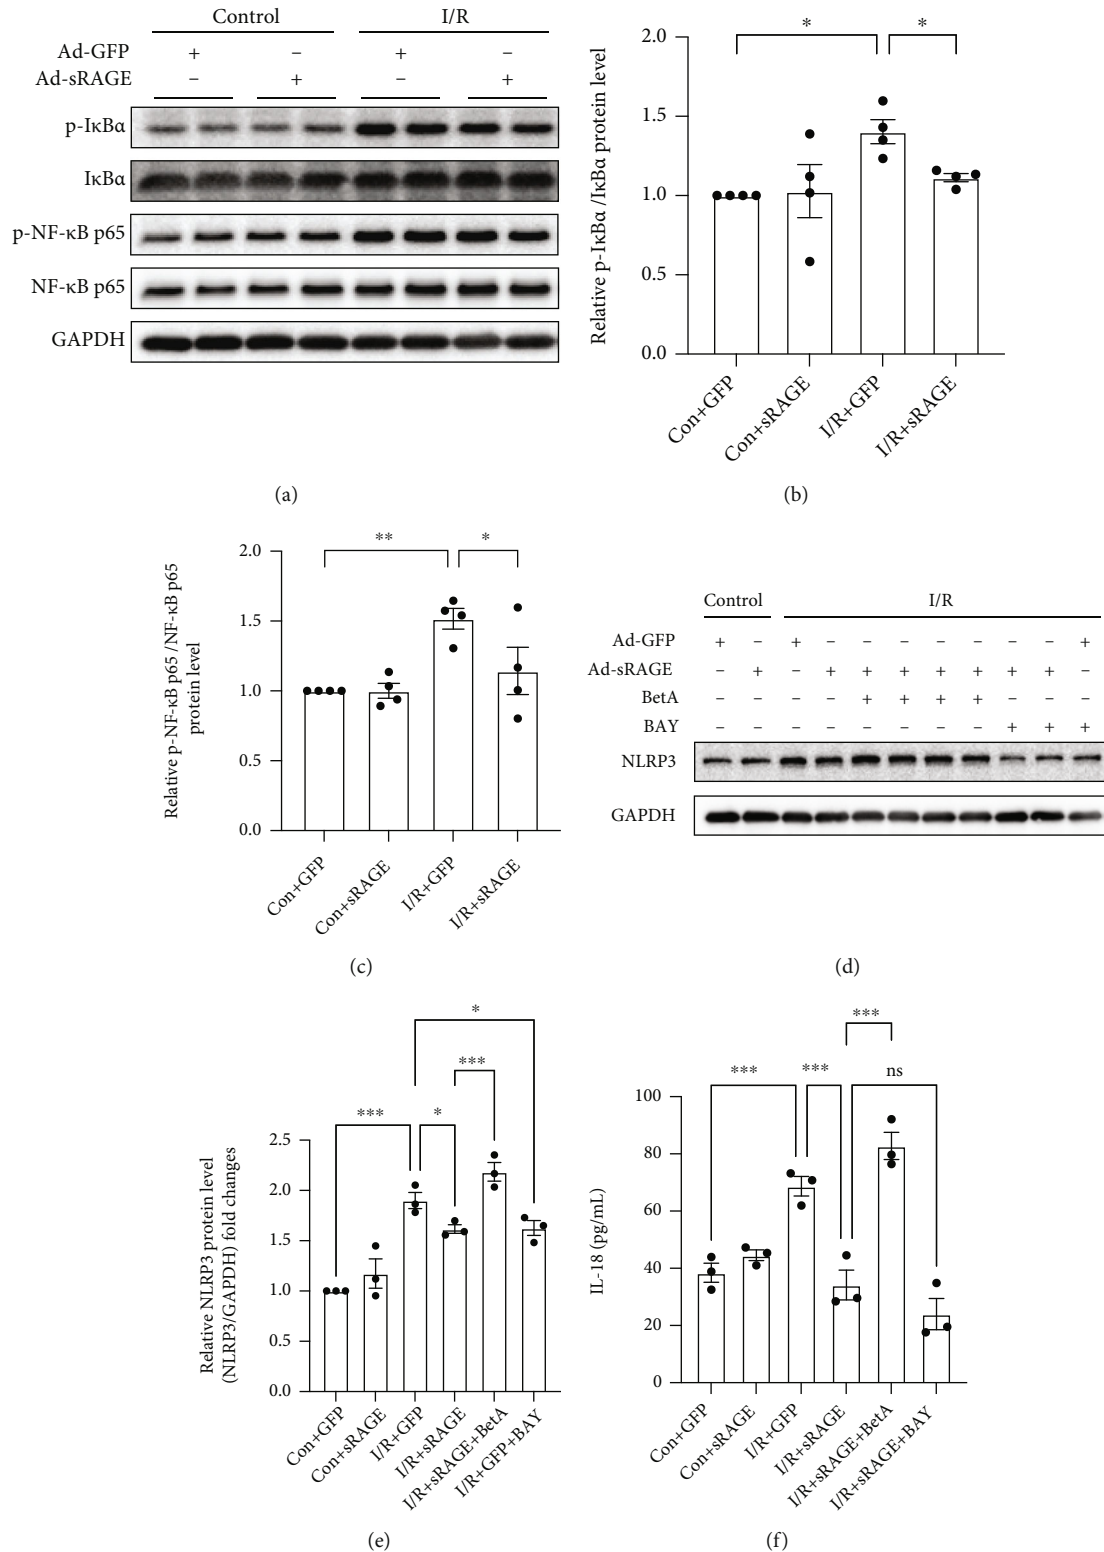 Control I/R
Ad-GFP + − + −
Ad-sRAGE − + − +
p-IκBα
IκBα
p-NF-κB p65
NF-κB p65
GAPDH
(a)
* *
Relative p-IκBα /IκBα protein level
2.0
1.5
1.0
0.5
0.0
Con+GFP
Con+sRAGE
I/R+GFP
I/R+sRAGE
(b)
** *
Relative p-NF-κB p65 /NF-κB p65
protein level
2.0
1.5
1.0
0.5
0.0
Con+GFP
Con+sRAGE
I/R+GFP
I/R+sRAGE
(c)
Control I/R
Ad-GFP + − + − − − − − − − +
Ad-sRAGE − + − + + + + + + + −
BetA − − − − + + + + − − −
BAY − − − − − − − − + + +
NLRP3
GAPDH
(d)
*
***
*** *
Relative NLRP3 protein level
(NLRP3/GAPDH) fold changes
2.5
2.0
1.5
1.0
0.5
0.0
Con+GFP
Con+sRAGE
I/R+GFP
I/R+sRAGE
I/R+sRAGE+BetA
I/R+GFP+BAY
(e)
***
*** *** ns
IL-18 (pg/mL)
100
80
60
40
20
0
Con+GFP
Con+sRAGE
I/R+GFP
I/R+sRAGE
I/R+sRAGE+BetA
I/R+sRAGE+BAY
(f)